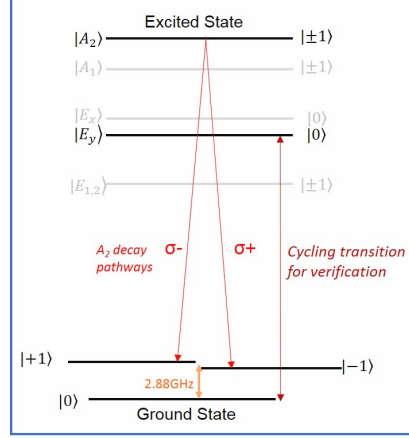 Excited State
|A₂⟩ |±1⟩
|A₁⟩ |±1⟩
|Eₓ⟩ |0⟩
|E_y⟩ |0⟩
|E₁,₂⟩ |±1⟩
A₂ decay pathways
σ- σ+
Cycling transition
for verification
|+1⟩ |−1⟩
2.88GHz
|0⟩
Ground State